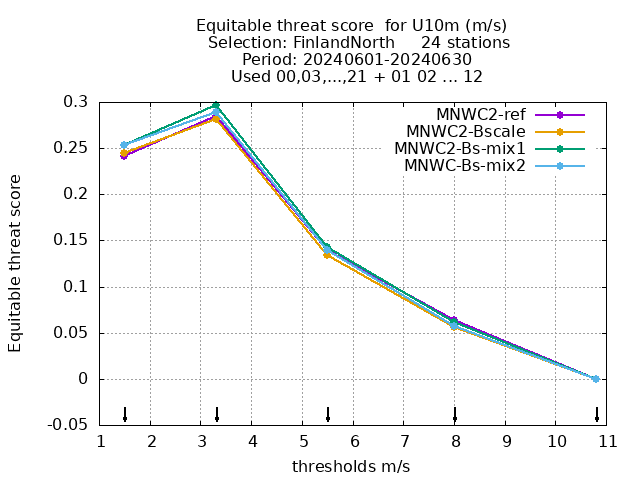 Equitable threat score  for U10m (m/s)
Selection: FinlandNorth     24 stations
Period: 20240601-20240630
Used 00,03,...,21 + 01 02 ... 12
MNWC2-ref
MNWC2-Bscale
MNWC2-Bs-mix1
MNWC-Bs-mix2
Equitable threat score
0.3
0.25
0.2
0.15
0.1
0.05
0
-0.05
1 2 3 4 5 6 7 8 9 10 11
thresholds m/s